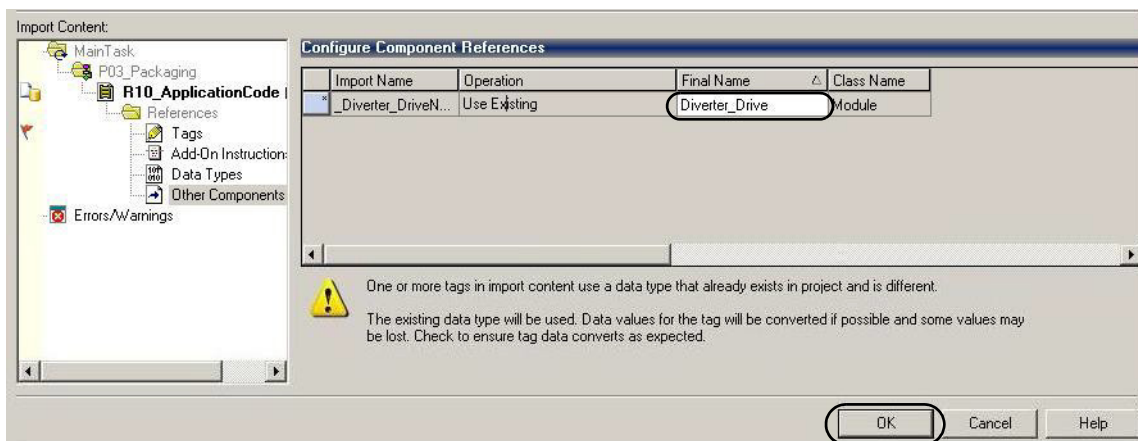 Import Content:
MainTask
P03_Packaging
R10_ApplicationCode
References
Tags
Add-On Instruction
Data Types
Other Components
Errors/Warnings
Configure Component References
Import Name Operation Final Name Class Name
_Diverter_DriveN... Use Existing Diverter_Drive Module
One or more tags in import content use a data type that already exists in project and is different.
The existing data type will be used. Data values for the tag will be converted if possible and some values may
be lost. Check to ensure tag data converts as expected.
OK Cancel Help